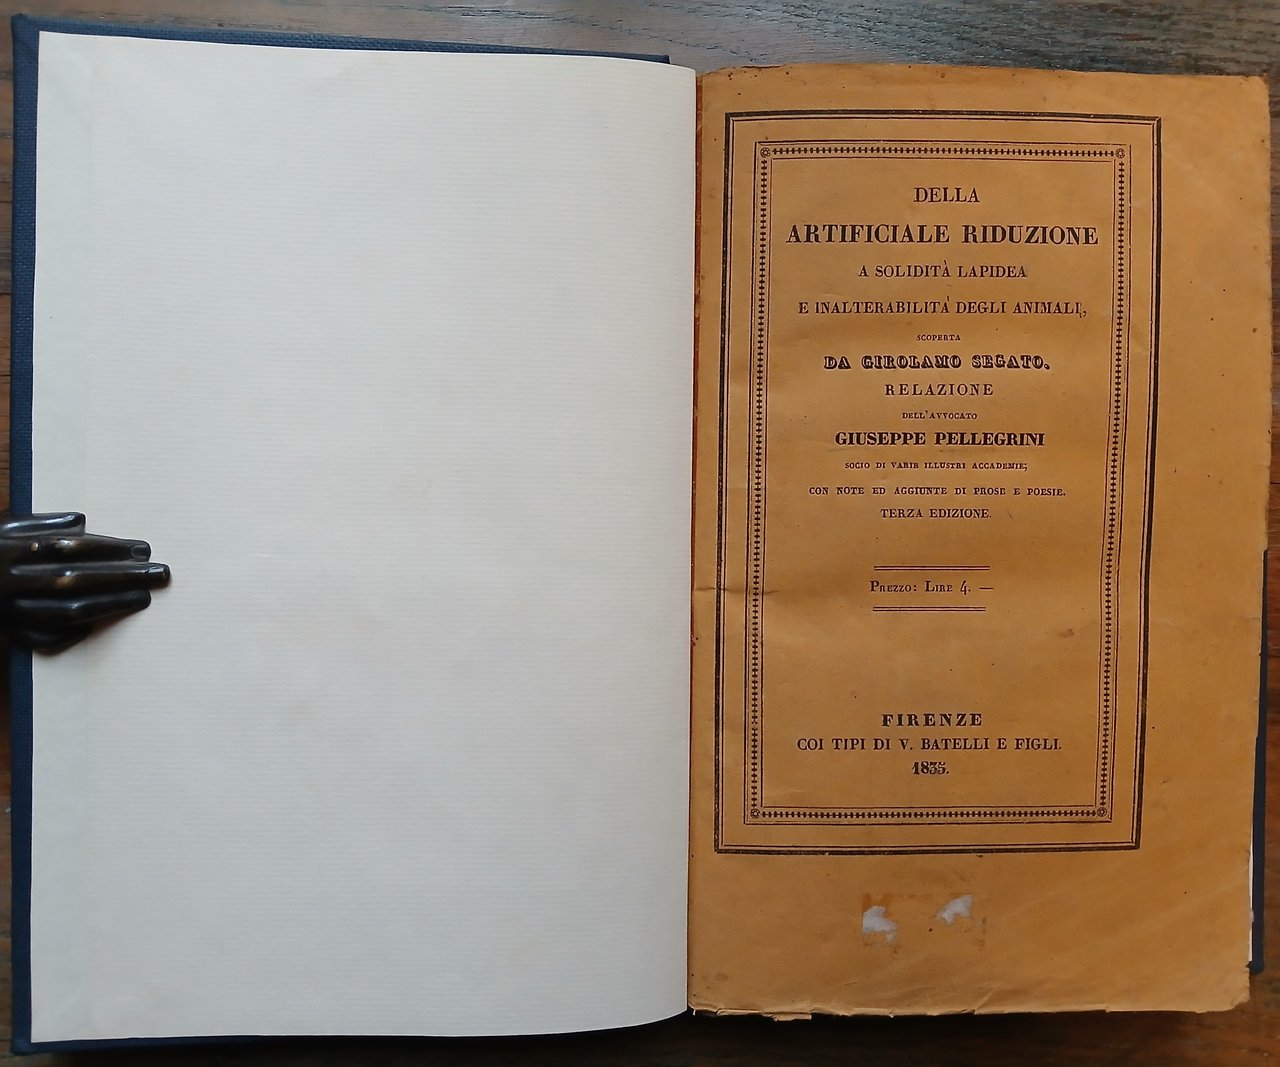 DELLA
ARTIFICIALE RIDUZIONE
A SOLIDITÀ LAPIDEA
E INALTERABILITÀ DEGLI ANIMALI,
SCOPERTA
DA GIROLAMO SEGATO.
RELAZIONE
DELL'AVVOCATO
GIUSEPPE PELLEGRINI
SOCIO DI VARIE ILLUSTRI ACCADEMIE;
CON NOTE ED AGGIUNTE DI PROSE E POESIE.
TERZA EDIZIONE.
PREZZO: LIRE 4. —
FIRENZE
COI TIPI DI V. BATELLI E FIGLI.
1835.